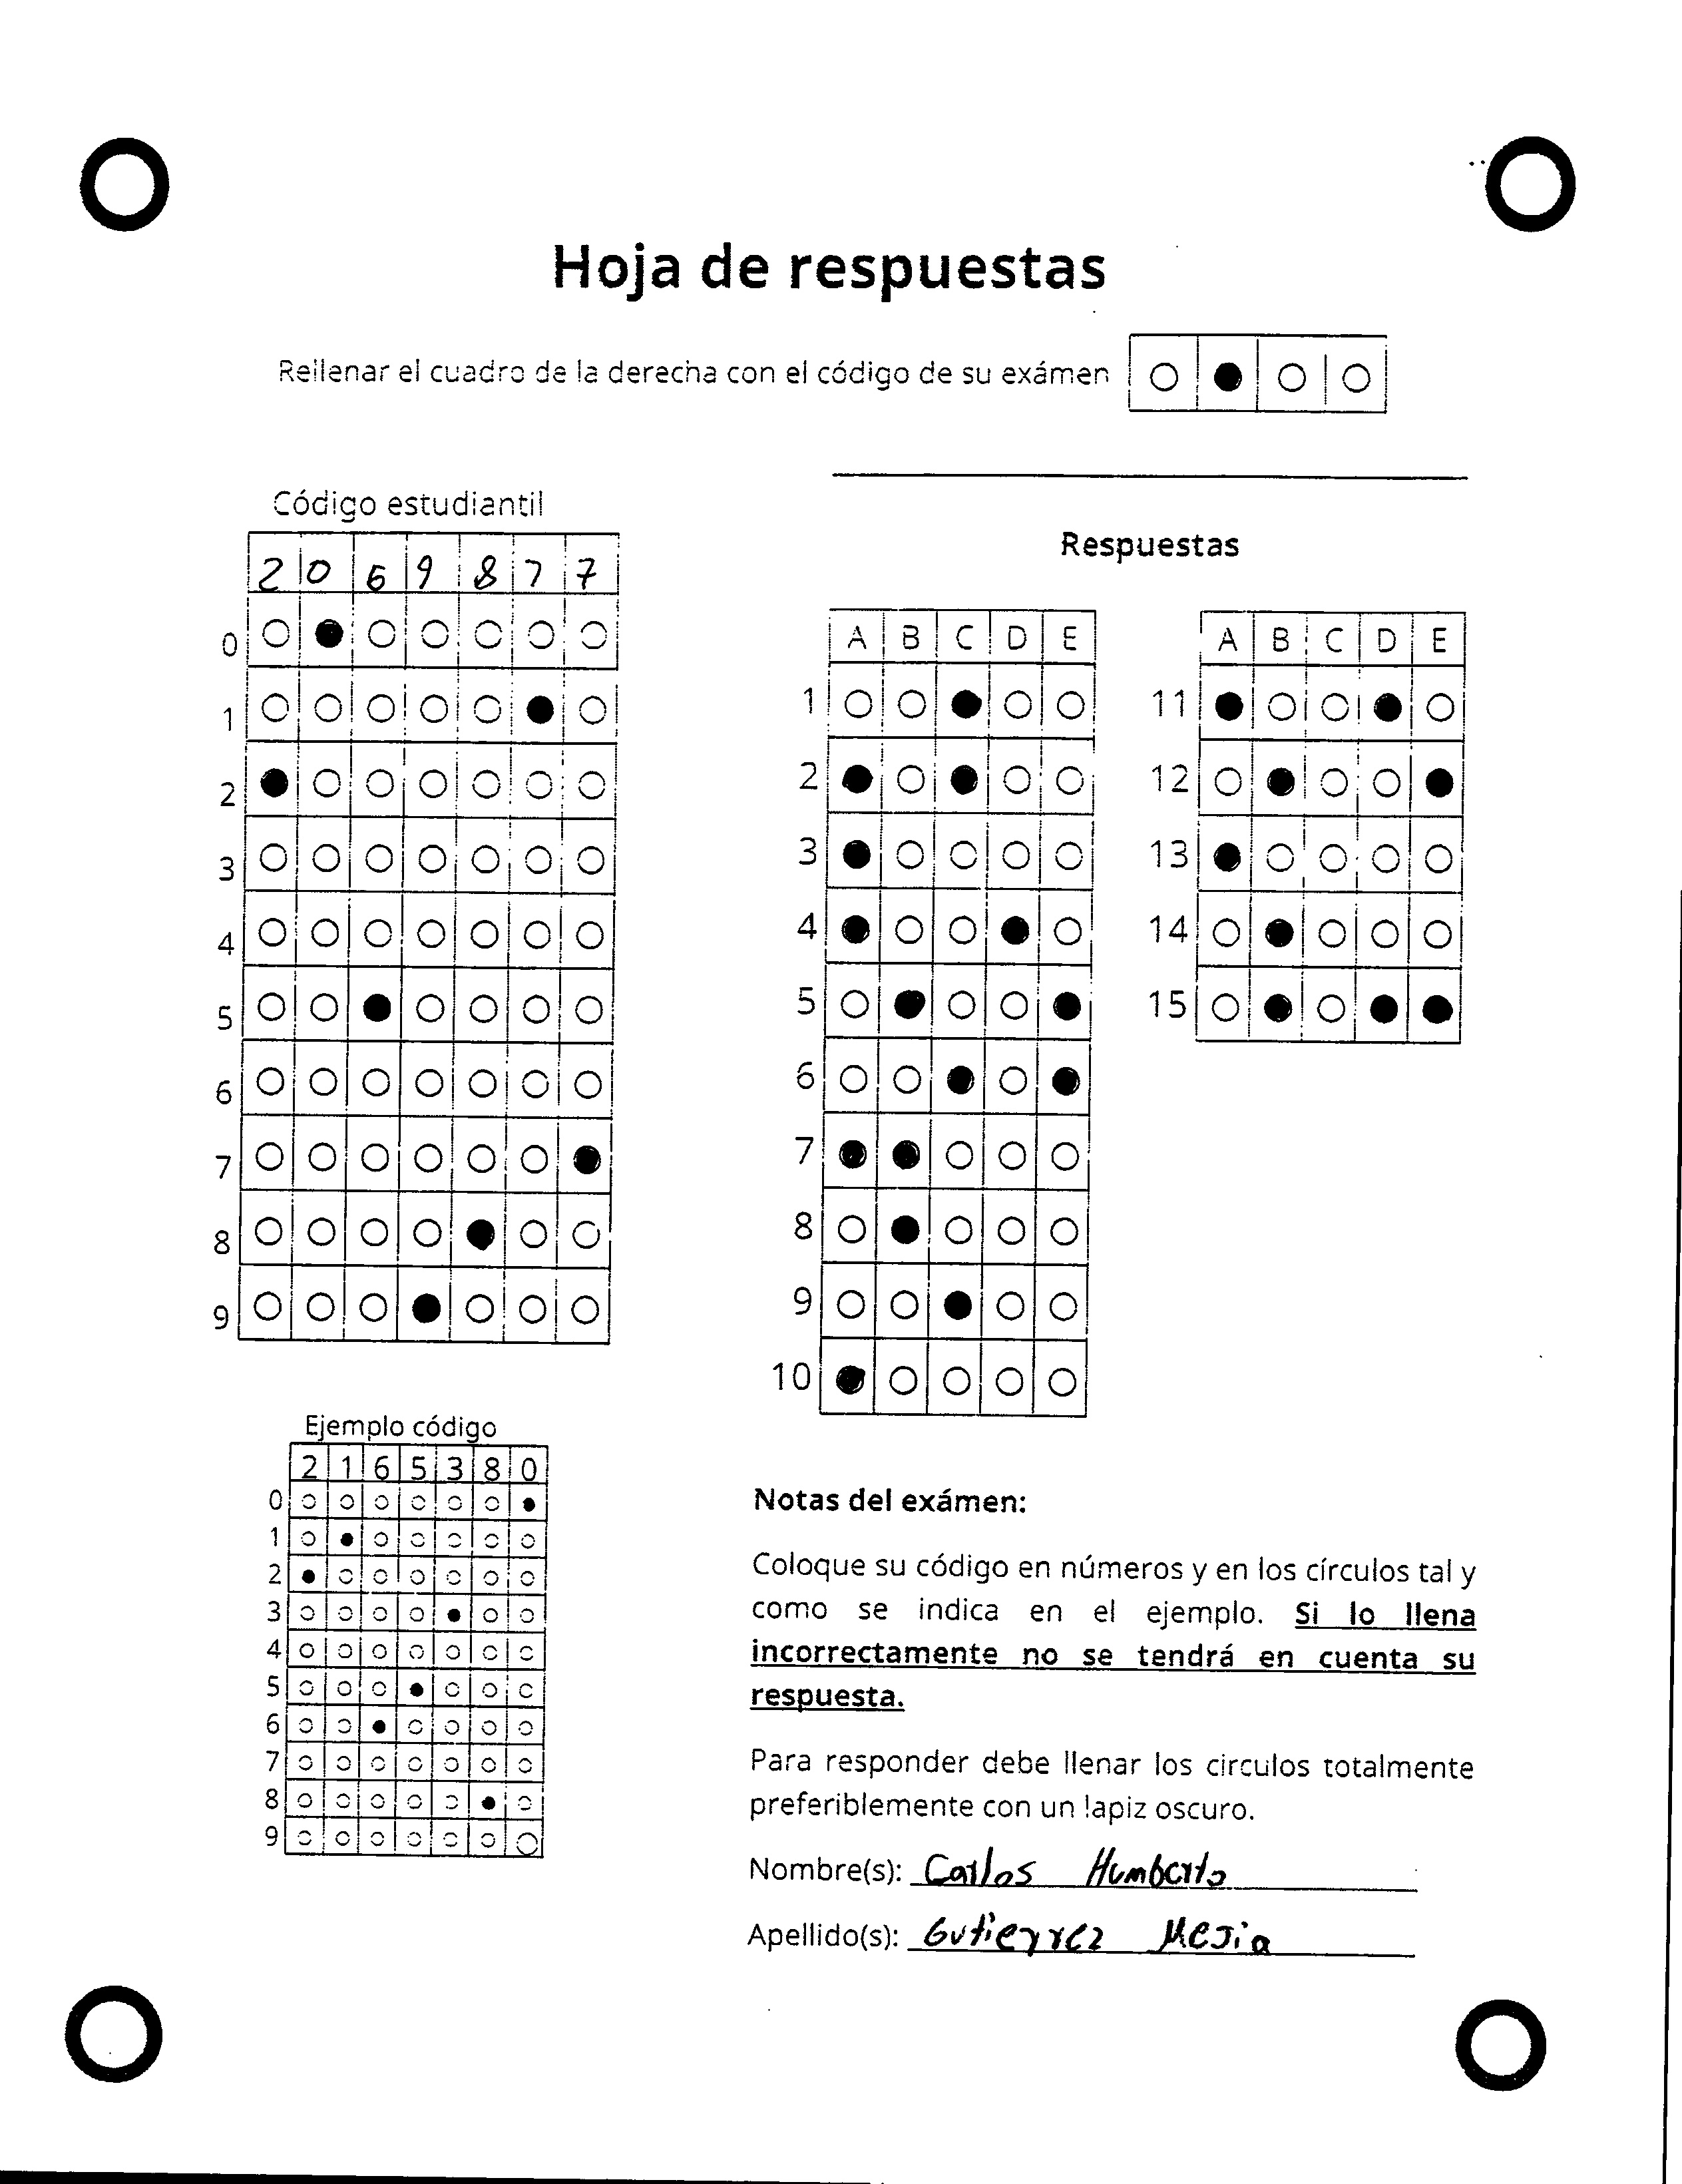 Hoja de respuestas
Rellenar el cuadro de la derecha con el código de su exámen
Código estudiantil
2 0 6 9 8 7 7
0
1
2
3
4
5
6
7
8
9
Respuestas
A B C D E
1
2
3
4
5
6
7
8
9
10
A B C D E
11
12
13
14
15
Ejemplo código
2 1 6 5 3 8 0
0
1
2
3
4
5
6
7
8
9
Notas del exámen:
Coloque su código en números y en los círculos tal y
como se indica en el ejemplo. Si lo llena
incorrectamente no se tendrá en cuenta su
respuesta.
Para responder debe llenar los circulos totalmente
preferiblemente con un lapiz oscuro.
Nombre(s): Carlos Humberto
Apellido(s): Gutierrez Mejia